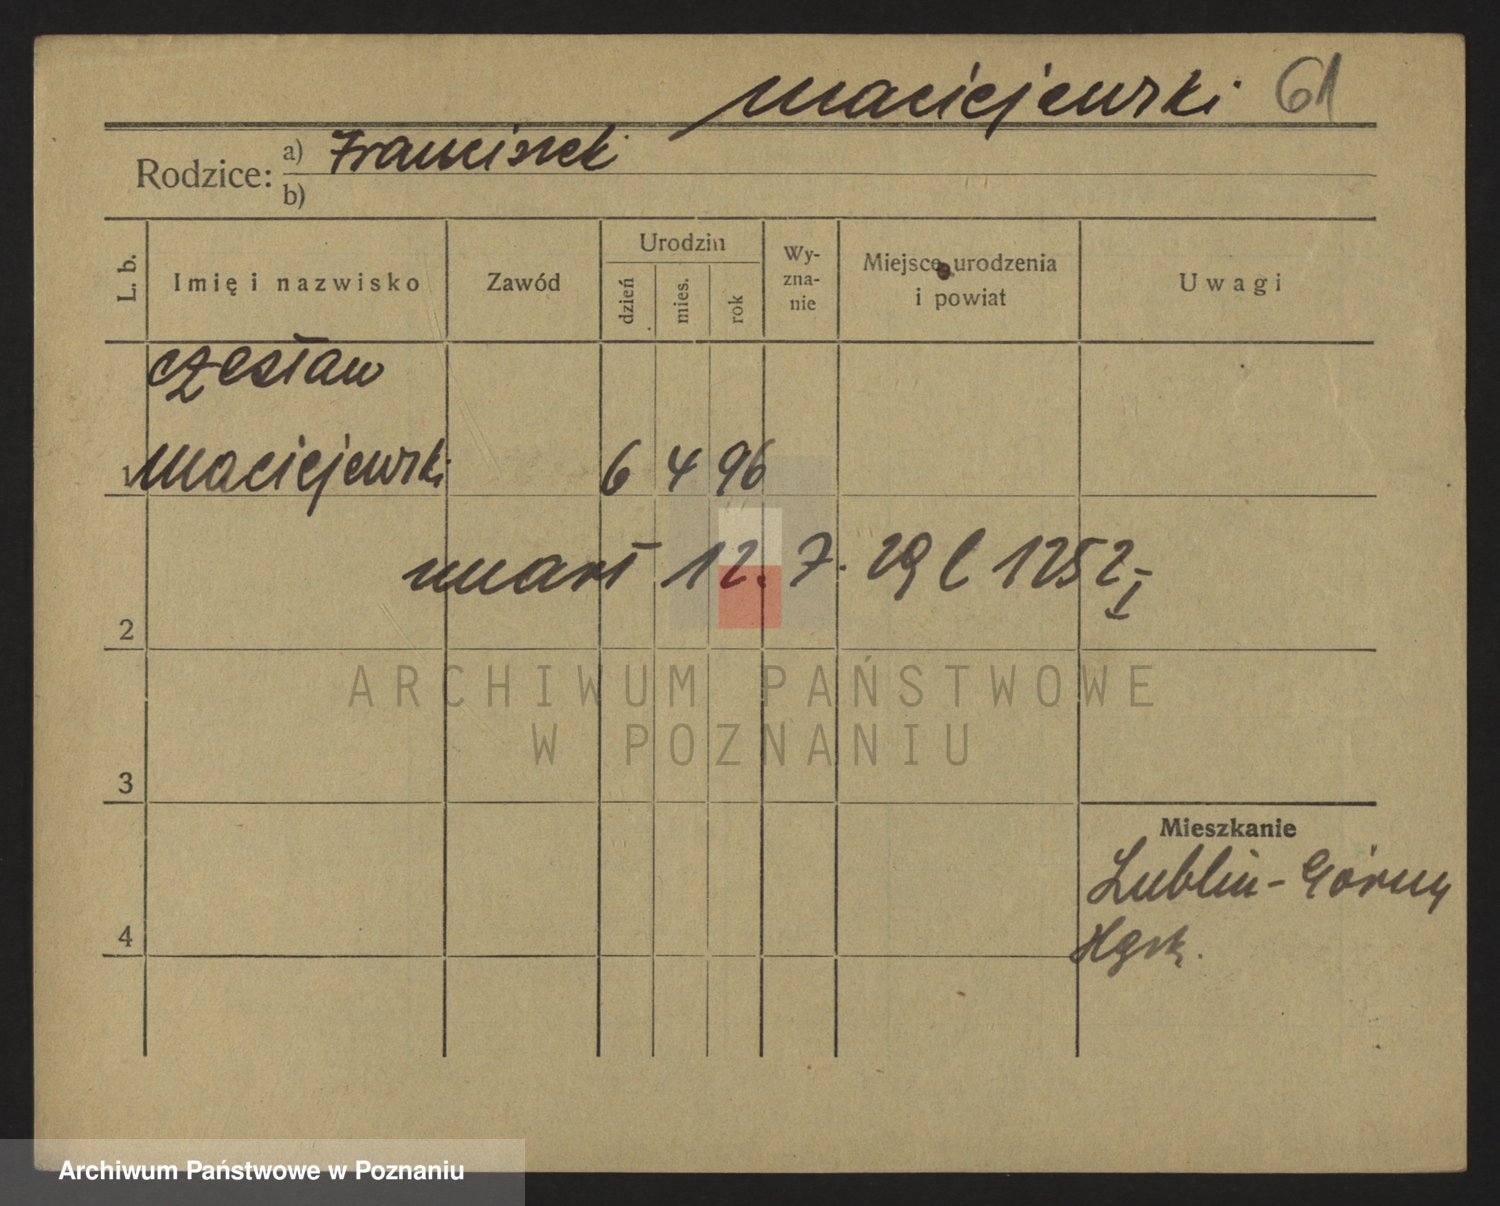 Maciejewski 61
Rodzice: a) Franciszek
b)
L. b. Imię i nazwisko Zawód Urodzin dzień mies. rok Wy-zna-nie Miejsce urodzenia i powiat Uwagi
Czesław
1 Maciejewski 6 4 96
umarł 12. 7. 29 l 1252 I
2
ARCHIWUM PAŃSTWOWE
W POZNANIU
3
Mieszkanie
Lublin-Górny
4
Archiwum Państwowe w Poznaniu